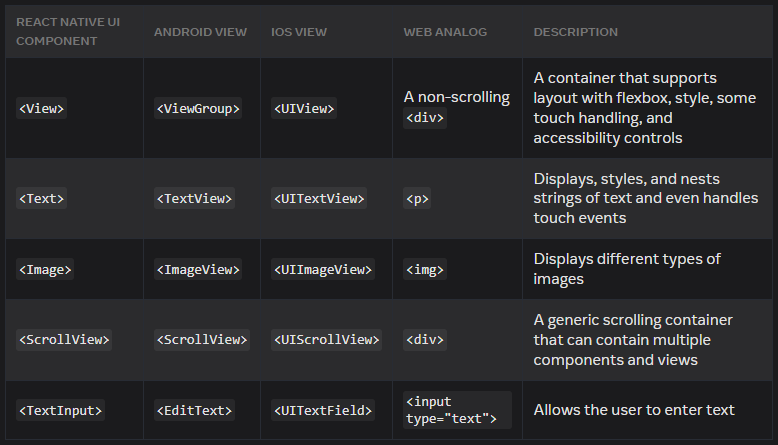 REACT NATIVE UI COMPONENT ANDROID VIEW IOS VIEW WEB ANALOG DESCRIPTION
<View> <ViewGroup> <UIView> A non-scrolling <div> A container that supports layout with flexbox, style, some touch handling, and accessibility controls
<Text> <TextView> <UITextView> <p> Displays, styles, and nests strings of text and even handles touch events
<Image> <ImageView> <UIImageView> <img> Displays different types of images
<ScrollView> <ScrollView> <UIScrollView> <div> A generic scrolling container that can contain multiple components and views
<TextInput> <EditText> <UITextField> <input type="text"> Allows the user to enter text